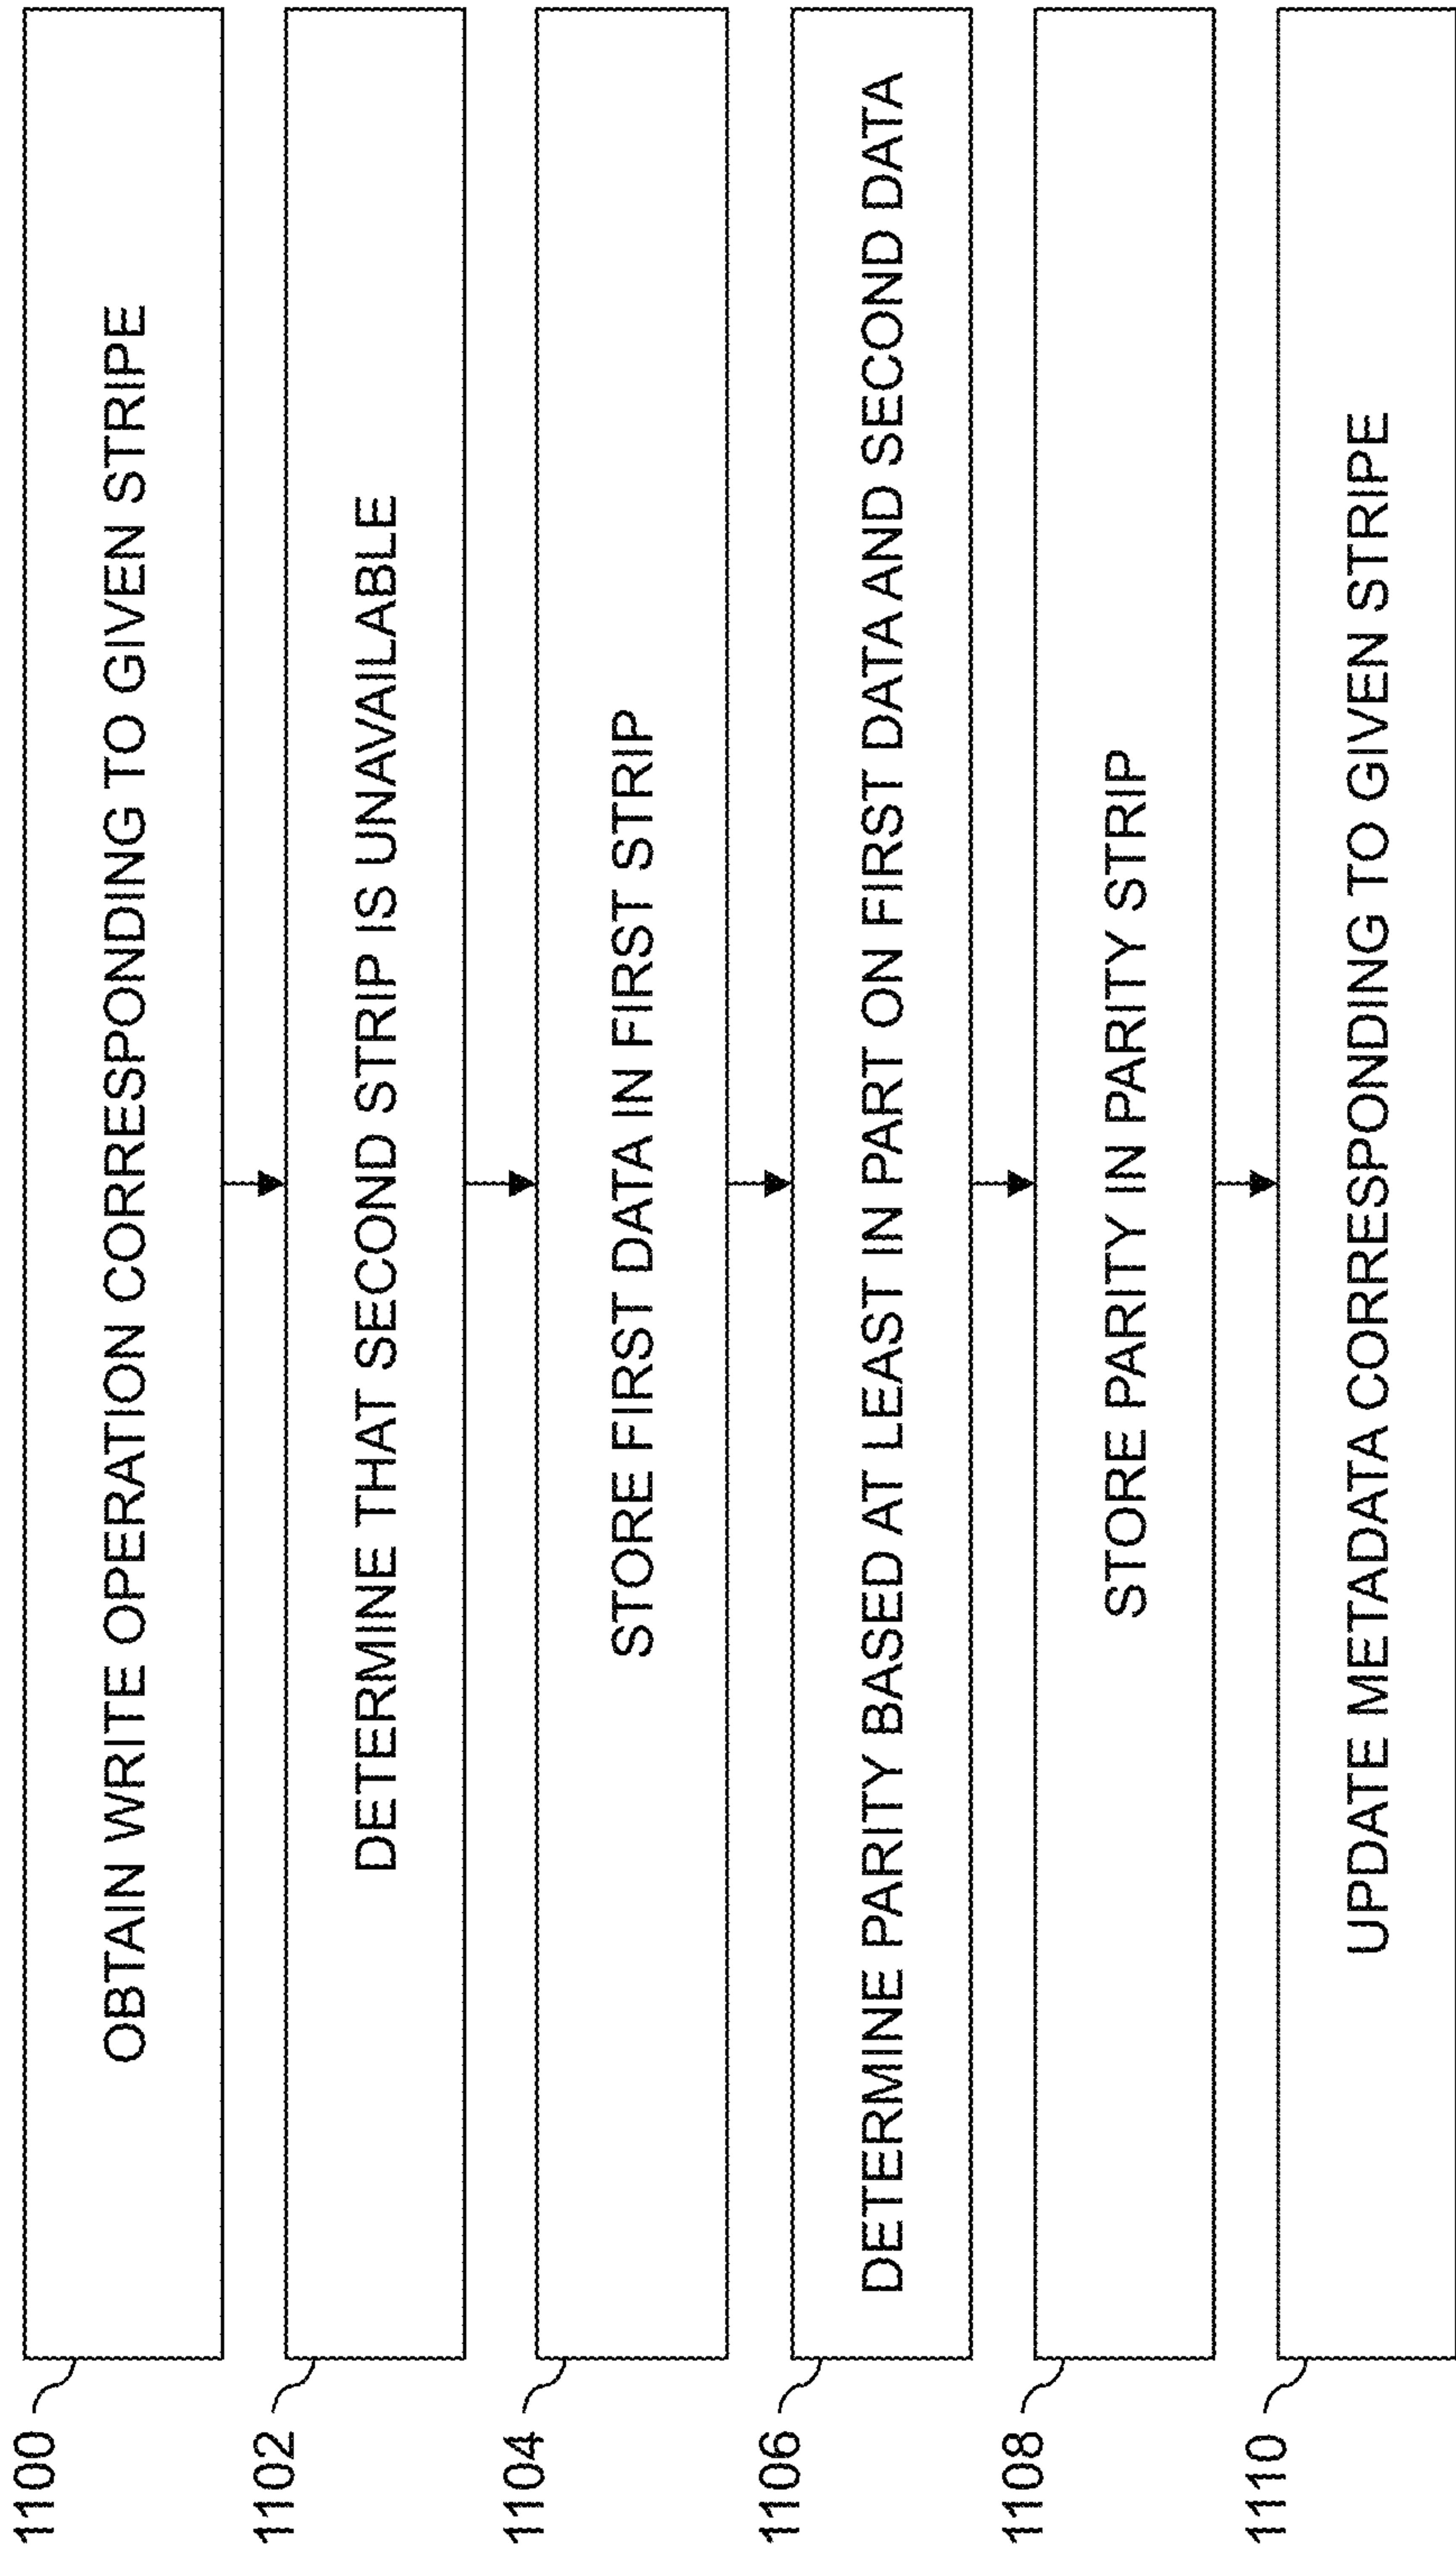 1100
OBTAIN WRITE OPERATION CORRESPONDING TO GIVEN STRIPE
1102
DETERMINE THAT SECOND STRIP IS UNAVAILABLE
1104
STORE FIRST DATA IN FIRST STRIP
1106
DETERMINE PARITY BASED AT LEAST IN PART ON FIRST DATA AND SECOND DATA
1108
STORE PARITY IN PARITY STRIP
1110
UPDATE METADATA CORRESPONDING TO GIVEN STRIPE